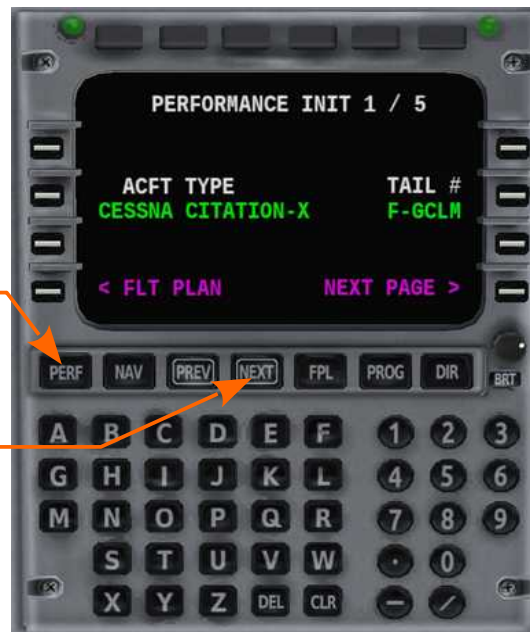 PERFORMANCE INIT 1 / 5
ACFT TYPE TAIL #
CESSNA CITATION-X F-GCLM
< FLT PLAN NEXT PAGE >
PERF NAV PREV NEXT FPL PROG DIR BRT
A B C D E F 1 2 3
G H I J K L 4 5 6
M N O P Q R 7 8 9
S T U V W · 0
X Y Z DEL CLR - /